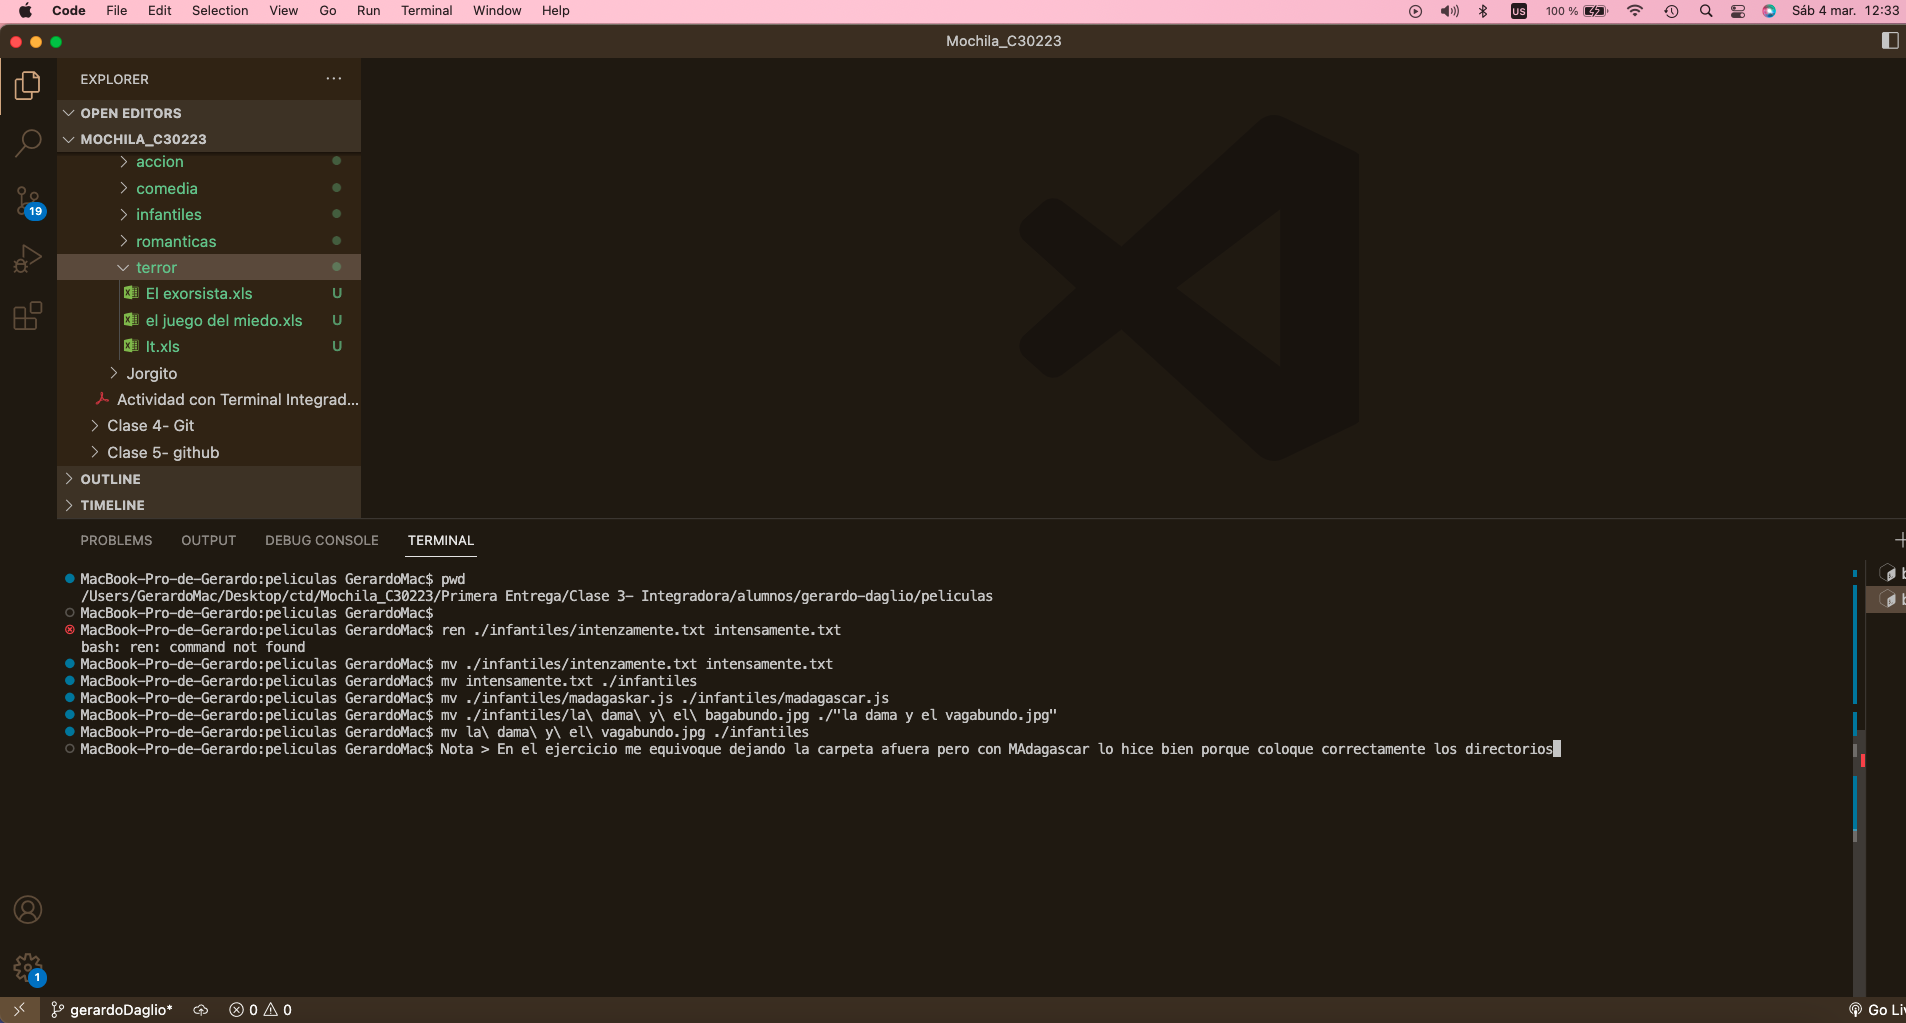 Code File Edit Selection View Go Run Terminal Window Help US 100 % Sáb 4 mar. 12:33
Mochila_C30223
EXPLORER ...
OPEN EDITORS
MOCHILA_C30223
accion
comedia
infantiles
romanticas
terror
El exorsista.xls U
el juego del miedo.xls U
It.xls U
Jorgito
Actividad con Terminal Integrad...
Clase 4- Git
Clase 5- github
OUTLINE
TIMELINE
19
1
PROBLEMS OUTPUT DEBUG CONSOLE TERMINAL
MacBook-Pro-de-Gerardo:peliculas GerardoMac$ pwd
/Users/GerardoMac/Desktop/ctd/Mochila_C30223/Primera Entrega/Clase 3- Integradora/alumnos/gerardo-daglio/peliculas
MacBook-Pro-de-Gerardo:peliculas GerardoMac$
MacBook-Pro-de-Gerardo:peliculas GerardoMac$ ren ./infantiles/intenzamente.txt intensamente.txt
bash: ren: command not found
MacBook-Pro-de-Gerardo:peliculas GerardoMac$ mv ./infantiles/intenzamente.txt intensamente.txt
MacBook-Pro-de-Gerardo:peliculas GerardoMac$ mv intensamente.txt ./infantiles
MacBook-Pro-de-Gerardo:peliculas GerardoMac$ mv ./infantiles/madagaskar.js ./infantiles/madagascar.js
MacBook-Pro-de-Gerardo:peliculas GerardoMac$ mv ./infantiles/la\ dama\ y\ el\ bagabundo.jpg ./"la dama y el vagabundo.jpg"
MacBook-Pro-de-Gerardo:peliculas GerardoMac$ mv la\ dama\ y\ el\ vagabundo.jpg ./infantiles
MacBook-Pro-de-Gerardo:peliculas GerardoMac$ Nota > En el ejercicio me equivoque dejando la carpeta afuera pero con MAdagascar lo hice bien porque coloque correctamente los directorios
gerardoDaglio* 0 0 Go